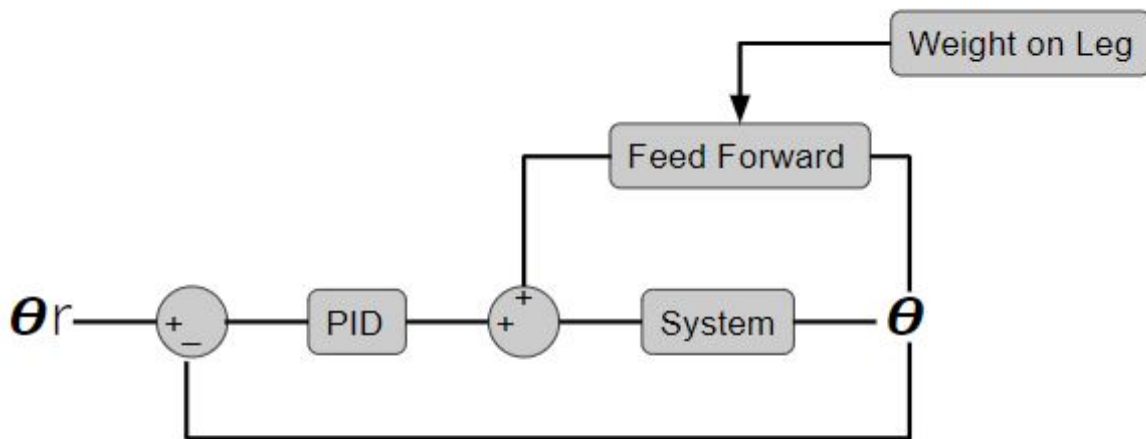 Weight on Leg
Feed Forward
θr
+
−
PID
+
+
System
θ